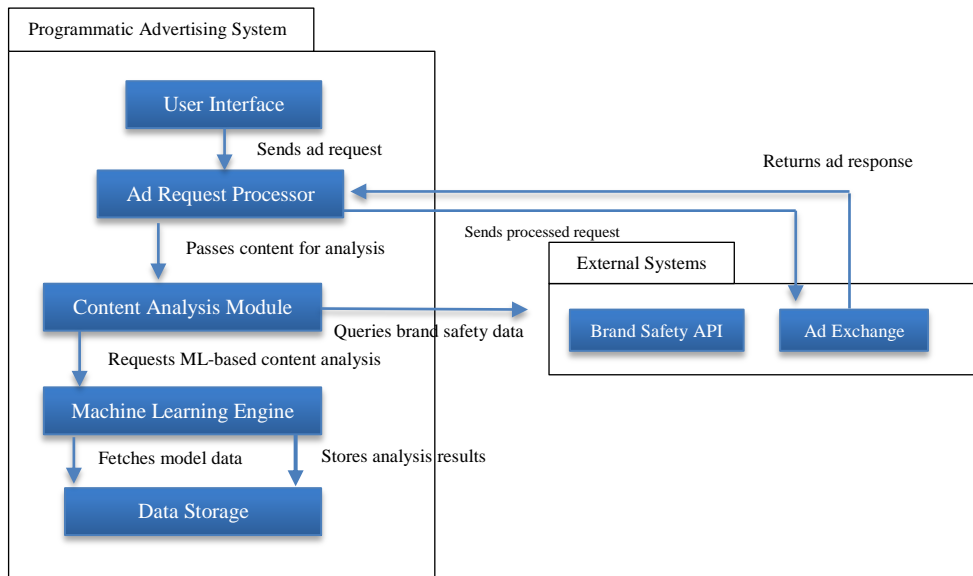 Programmatic Advertising System
User Interface
Sends ad request
Returns ad response
Ad Request Processor
Sends processed request
Passes content for analysis
External Systems
Content Analysis Module
Queries brand safety data
Brand Safety API
Ad Exchange
Requests ML-based content analysis
Machine Learning Engine
Fetches model data
Stores analysis results
Data Storage